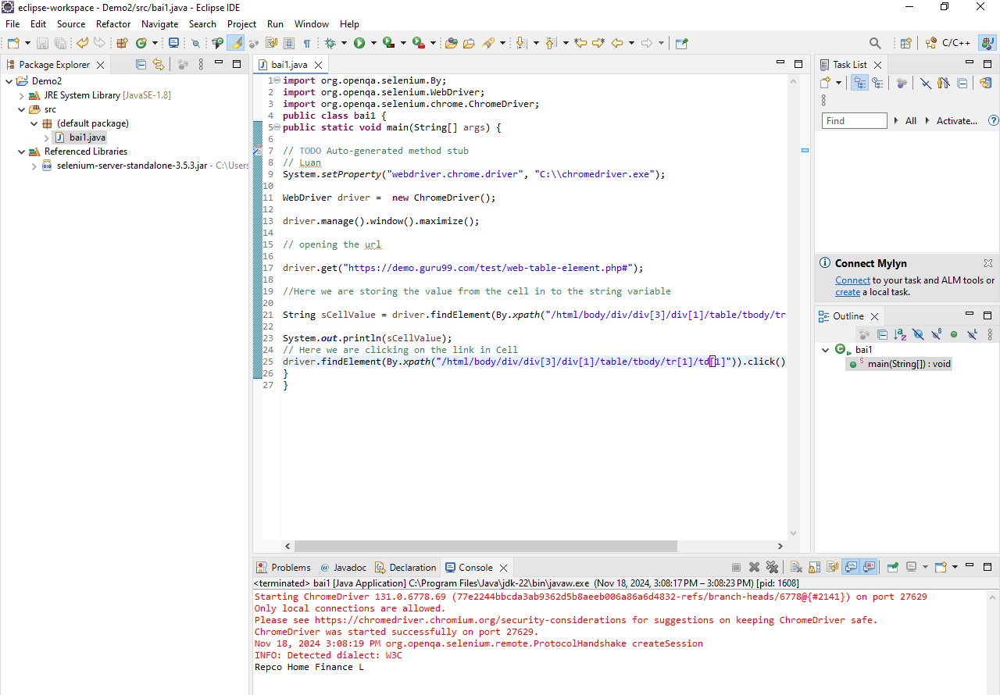 eclipse-workspace - Demo2/src/bai1.java - Eclipse IDE
File Edit Source Refactor Navigate Search Project Run Window Help
C/C++
Package Explorer
Demo2
JRE System Library [JavaSE-1.8]
src
(default package)
bai1.java
Referenced Libraries
selenium-server-standalone-3.5.3.jar - C:\Users
bai1.java
1 import org.openqa.selenium.By;
2 import org.openqa.selenium.WebDriver;
3 import org.openqa.selenium.chrome.ChromeDriver;
4 public class bai1 {
5 public static void main(String[] args) {
6
7 // TODO Auto-generated method stub
8 // Luan
9 System.setProperty("webdriver.chrome.driver", "C:\\chromedriver.exe");
10
11 WebDriver driver =  new ChromeDriver();
12
13 driver.manage().window().maximize();
14
15 // opening the url
16
17 driver.get("https://demo.guru99.com/test/web-table-element.php#");
18
19 //Here we are storing the value from the cell in to the string variable
20
21 String sCellValue = driver.findElement(By.xpath("/html/body/div/div[3]/div[1]/table/tbody/tr
22
23 System.out.println(sCellValue);
24 // Here we are clicking on the link in Cell
25 driver.findElement(By.xpath("/html/body/div/div[3]/div[1]/table/tbody/tr[1]/td[1]")).click()
26 }
27 }
Task List
Find All Activate...
Connect Mylyn
Connect to your task and ALM tools or
create a local task.
Outline
bai1
main(String[]) : void
Problems Javadoc Declaration Console
<terminated> bai1 [Java Application] C:\Program Files\Java\jdk-22\bin\javaw.exe (Nov 18, 2024, 3:08:17 PM – 3:08:23 PM) [pid: 1608]
Starting ChromeDriver 131.0.6778.69 (77e2244bbcda3ab9362d5b8aeeb006a86a6d4832-refs/branch-heads/6778@{#2141}) on port 27629
Only local connections are allowed.
Please see https://chromedriver.chromium.org/security-considerations for suggestions on keeping ChromeDriver safe.
ChromeDriver was started successfully on port 27629.
Nov 18, 2024 3:08:19 PM org.openqa.selenium.remote.ProtocolHandshake createSession
INFO: Detected dialect: W3C
Repco Home Finance L